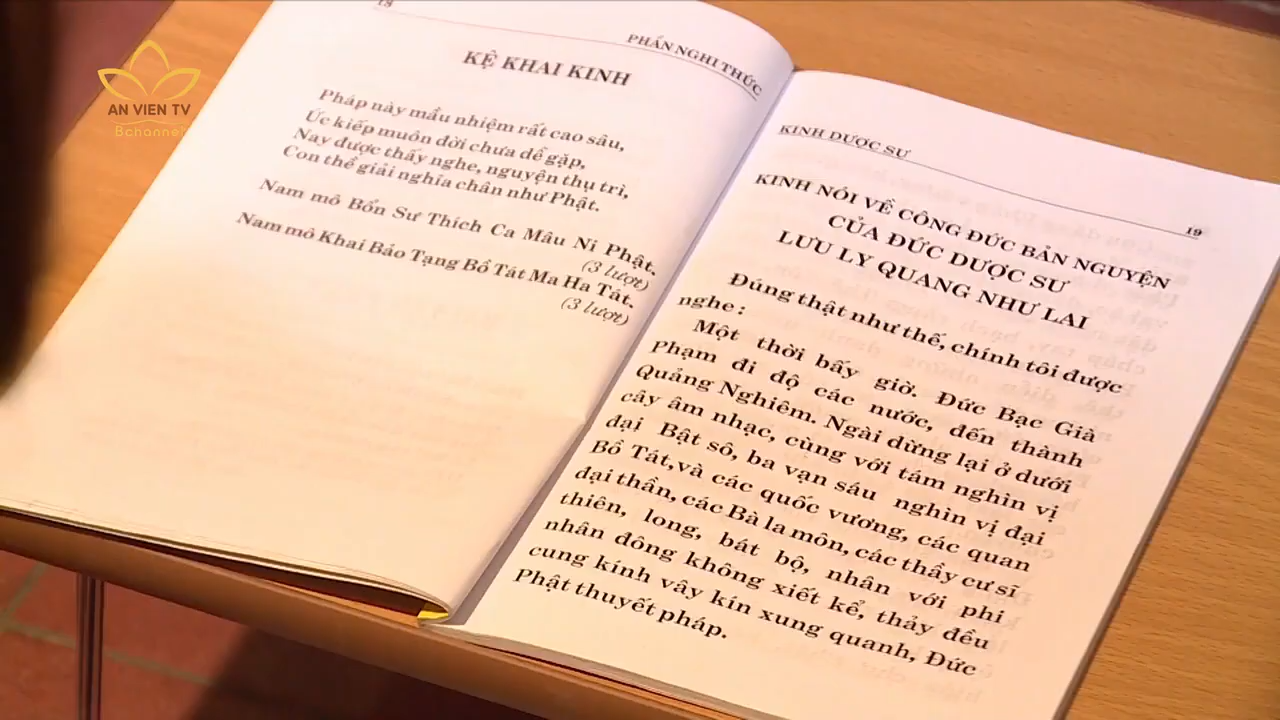 AN VIEN TV
Bchannel
18
PHẦN NGHI THỨC
KỆ KHAI KINH
Pháp này mầu nhiệm rất cao sâu,
Ức kiếp muôn đời chưa dễ gặp,
Nay được thấy nghe, nguyện thụ trì,
Con thề giải nghĩa chân như Phật.
Nam mô Bổn Sư Thích Ca Mâu Ni Phật.
(3 lượt)
Nam mô Khai Bảo Tạng Bồ Tát Ma Ha Tát.
(3 lượt)
KINH DƯỢC SƯ
19
KINH NÓI VỀ CÔNG ĐỨC BẢN NGUYỆN
CỦA ĐỨC DƯỢC SƯ
LƯU LY QUANG NHƯ LAI
Đúng thật như thế, chính tôi được
nghe :
Một thời bấy giờ. Đức Bạc Già
Phạm đi độ các nước, đến thành
Quảng Nghiêm. Ngài dừng lại ở dưới
cây âm nhạc, cùng với tám nghìn vị
đại Bật sô, ba vạn sáu nghìn vị đại
Bồ Tát, và các quốc vương, các quan
đại thần, các Bà la môn, các thầy cư sĩ
thiên, long, bát bộ, nhân với phi
nhân đông không xiết kể, thảy đều
cung kính vây kín xung quanh, Đức
Phật thuyết pháp.